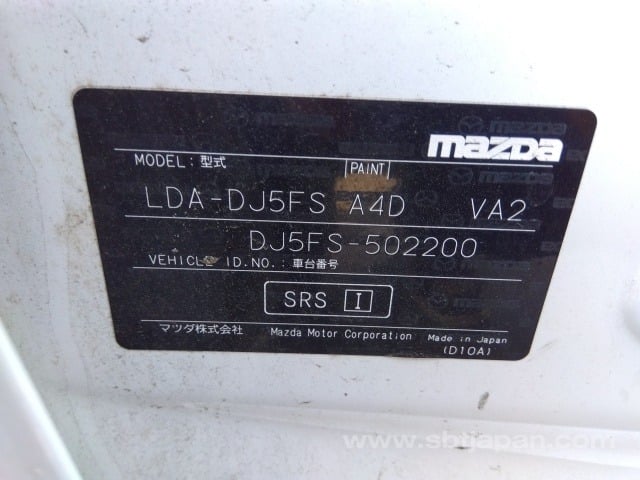 mazda
MODEL: 型式 PAINT
LDA-DJ5FS A4D VA2
DJ5FS-502200
VEHICLE ID.NO.: 車台番号
SRS I
マツダ株式会社 Mazda Motor Corporation Made in Japan
(D10A)
www.sbtjapan.com